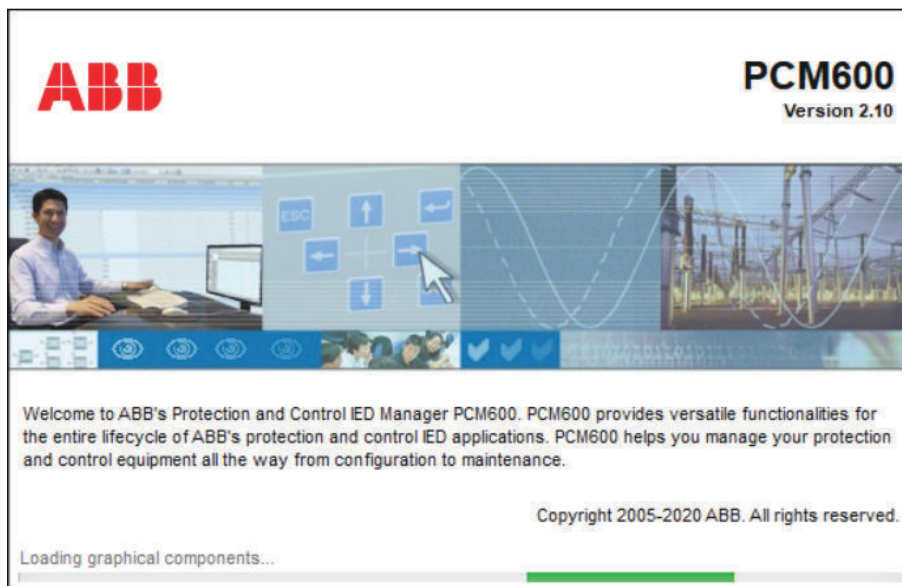 ABB
PCM600
Version 2.10
ESC
Welcome to ABB's Protection and Control IED Manager PCM600. PCM600 provides versatile functionalities for
the entire lifecycle of ABB's protection and control IED applications. PCM600 helps you manage your protection
and control equipment all the way from configuration to maintenance.
Copyright 2005-2020 ABB. All rights reserved.
Loading graphical components...